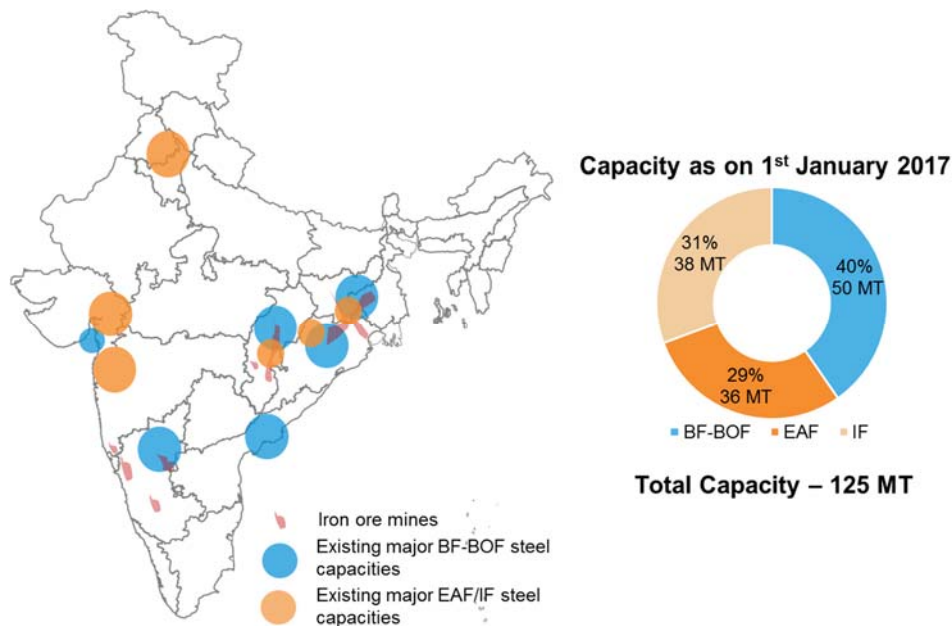 Capacity as on 1st January 2017
31%
38 MT
40%
50 MT
29%
36 MT
BF-BOF EAF IF
Total Capacity – 125 MT
Iron ore mines
Existing major BF-BOF steel
capacities
Existing major EAF/IF steel
capacities